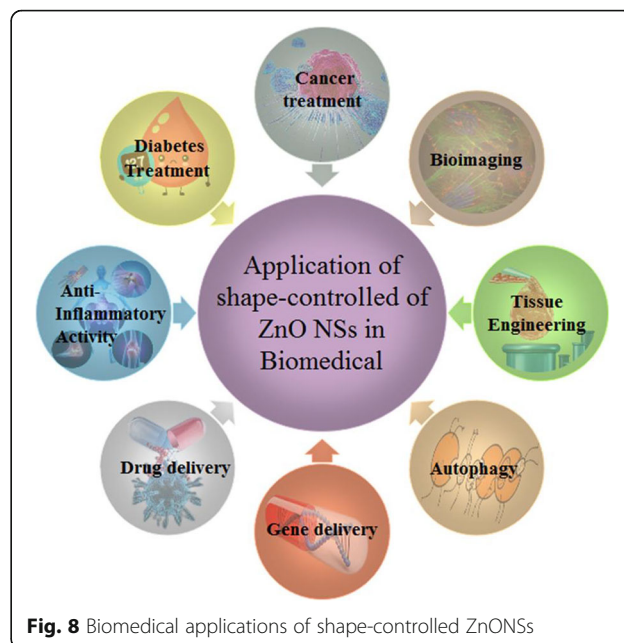 Cancer
treatment
Bioimaging
Tissue
Engineering
Autophagy
Gene delivery
Drug delivery
Anti-
Inflammatory
Activity
Diabetes
Treatment
127
Application of
shape-controlled of
ZnO NSs in
Biomedical
Fig. 8 Biomedical applications of shape-controlled ZnONSs